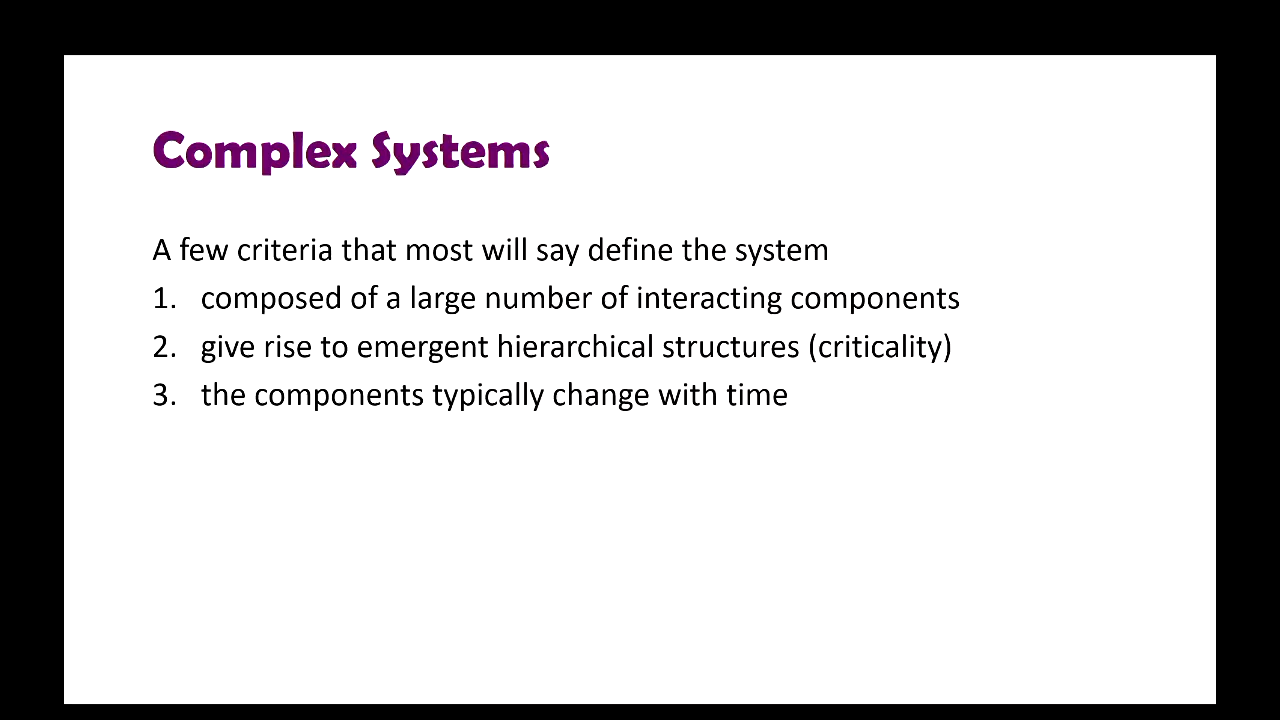 Complex Systems
A few criteria that most will say define the system
1. composed of a large number of interacting components
2. give rise to emergent hierarchical structures (criticality)
3. the components typically change with time